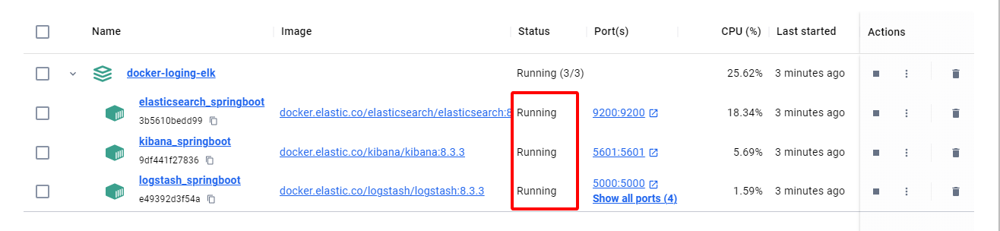 Name Image Status Port(s) CPU (%) Last started Actions
docker-loging-elk Running (3/3) 25.62% 3 minutes ago
elasticsearch_springboot
docker.elastic.co/elasticsearch/elasticsearch:8 Running 9200:9200 18.34% 3 minutes ago
3b5610bedd99
kibana_springboot
docker.elastic.co/kibana/kibana:8.3.3 Running 5601:5601 5.69% 3 minutes ago
9df441f27836
logstash_springboot
5000:5000
docker.elastic.co/logstash/logstash:8.3.3 Running 1.59% 3 minutes ago
e49392d3f54a Show all ports (4)